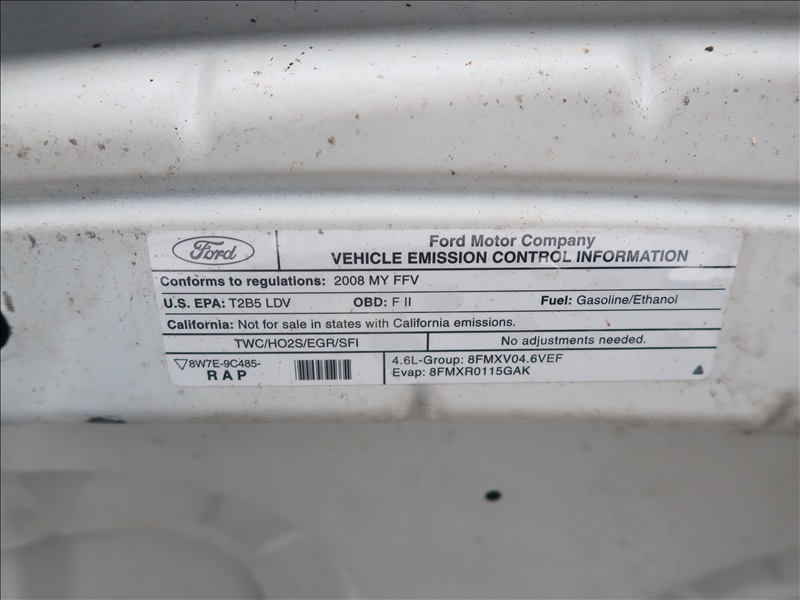 Ford
Ford Motor Company
VEHICLE EMISSION CONTROL INFORMATION
Conforms to regulations: 2008 MY FFV
U.S. EPA: T2B5 LDV OBD: F II Fuel: Gasoline/Ethanol
California: Not for sale in states with California emissions.
TWC/HO2S/EGR/SFI No adjustments needed.
8W7E-9C485-
RAP
4.6L-Group: 8FMXV04.6VEF
Evap: 8FMXR0115GAK